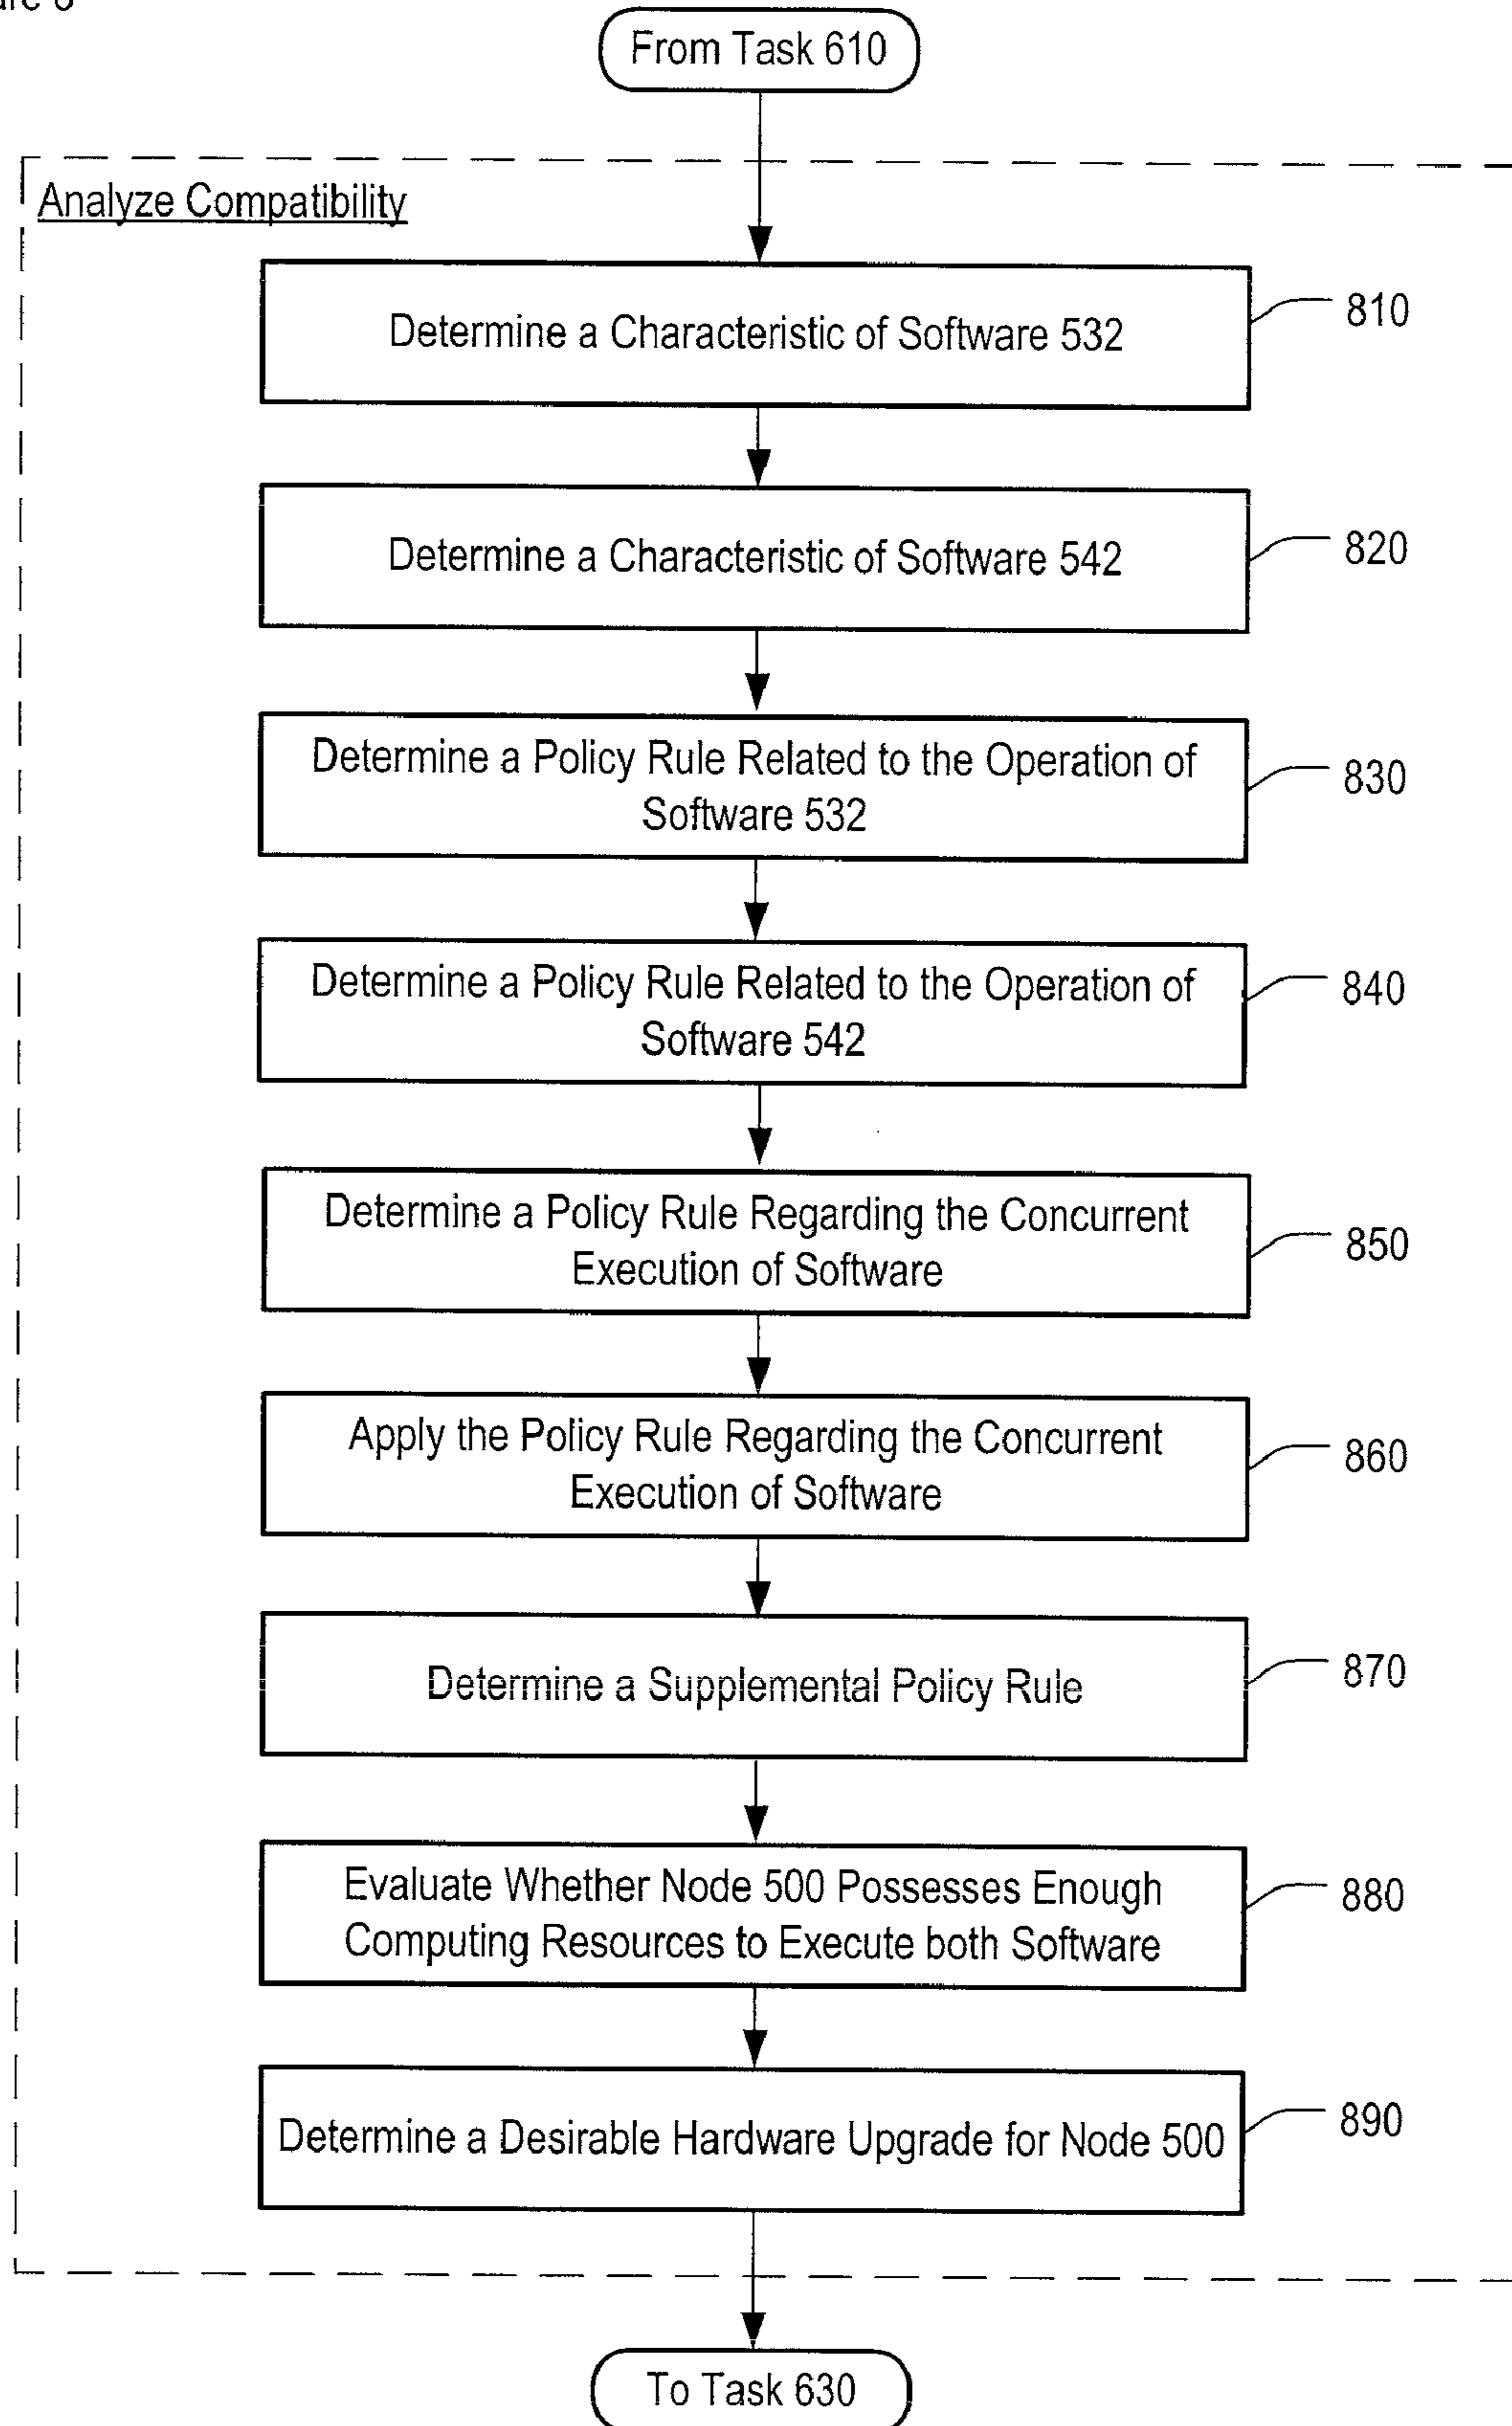 From Task 610
Analyze Compatibility
Determine a Characteristic of Software 532
810
Determine a Characteristic of Software 542
820
Determine a Policy Rule Related to the Operation of
Software 532
830
Determine a Policy Rule Related to the Operation of
Software 542
840
Determine a Policy Rule Regarding the Concurrent
Execution of Software
850
Apply the Policy Rule Regarding the Concurrent
Execution of Software
860
Determine a Supplemental Policy Rule
870
Evaluate Whether Node 500 Possesses Enough
Computing Resources to Execute both Software
880
Determine a Desirable Hardware Upgrade for Node 500
890
To Task 630